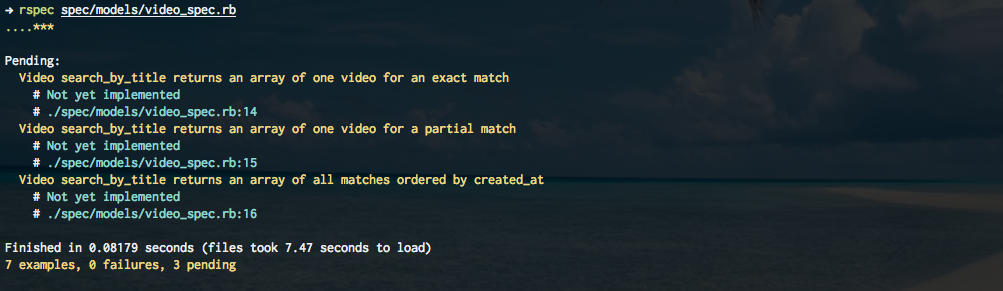 → rspec spec/models/video_spec.rb
....***
Pending:
Video search_by_title returns an array of one video for an exact match
# Not yet implemented
# ./spec/models/video_spec.rb:14
Video search_by_title returns an array of one video for a partial match
# Not yet implemented
# ./spec/models/video_spec.rb:15
Video search_by_title returns an array of all matches ordered by created_at
# Not yet implemented
# ./spec/models/video_spec.rb:16
Finished in 0.08179 seconds (files took 7.47 seconds to load)
7 examples, 0 failures, 3 pending